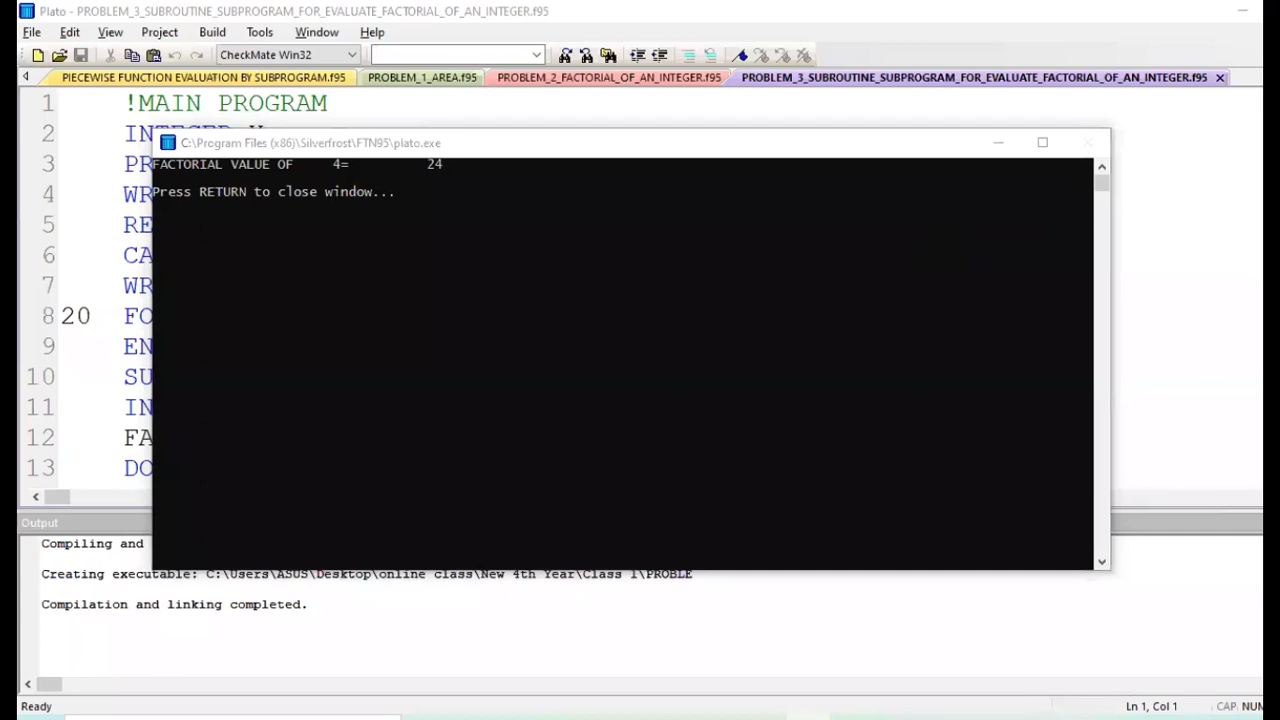 Plato - PROBLEM_3_SUBROUTINE_SUBPROGRAM_FOR_EVALUATE_FACTORIAL_OF_AN_INTEGER.f95
File Edit View Project Build Tools Window Help
CheckMate Win32
PIECEWISE FUNCTION EVALUATION BY SUBPROGRAM.f95 PROBLEM_1_AREA.f95 PROBLEM_2_FACTORIAL_OF_AN_INTEGER.f95 PROBLEM_3_SUBROUTINE_SUBPROGRAM_FOR_EVALUATE_FACTORIAL_OF_AN_INTEGER.f95
1 !MAIN PROGRAM
2
C:\Program Files (x86)\Silverfrost\FTN95\plato.exe
3 PR
FACTORIAL VALUE OF 4= 24
4 WR
Press RETURN to close window...
5 RE
6 CA
7 WR
8 20 FO
9 EN
10 SU
11 IN
12 FA
13 DO
Output
Compiling and
Creating executable: C:\Users\ASUS\Desktop\online class\New 4th Year\Class 1\PROBLE
Compilation and linking completed.
Ready Ln 1, Col 1 CAP NUM